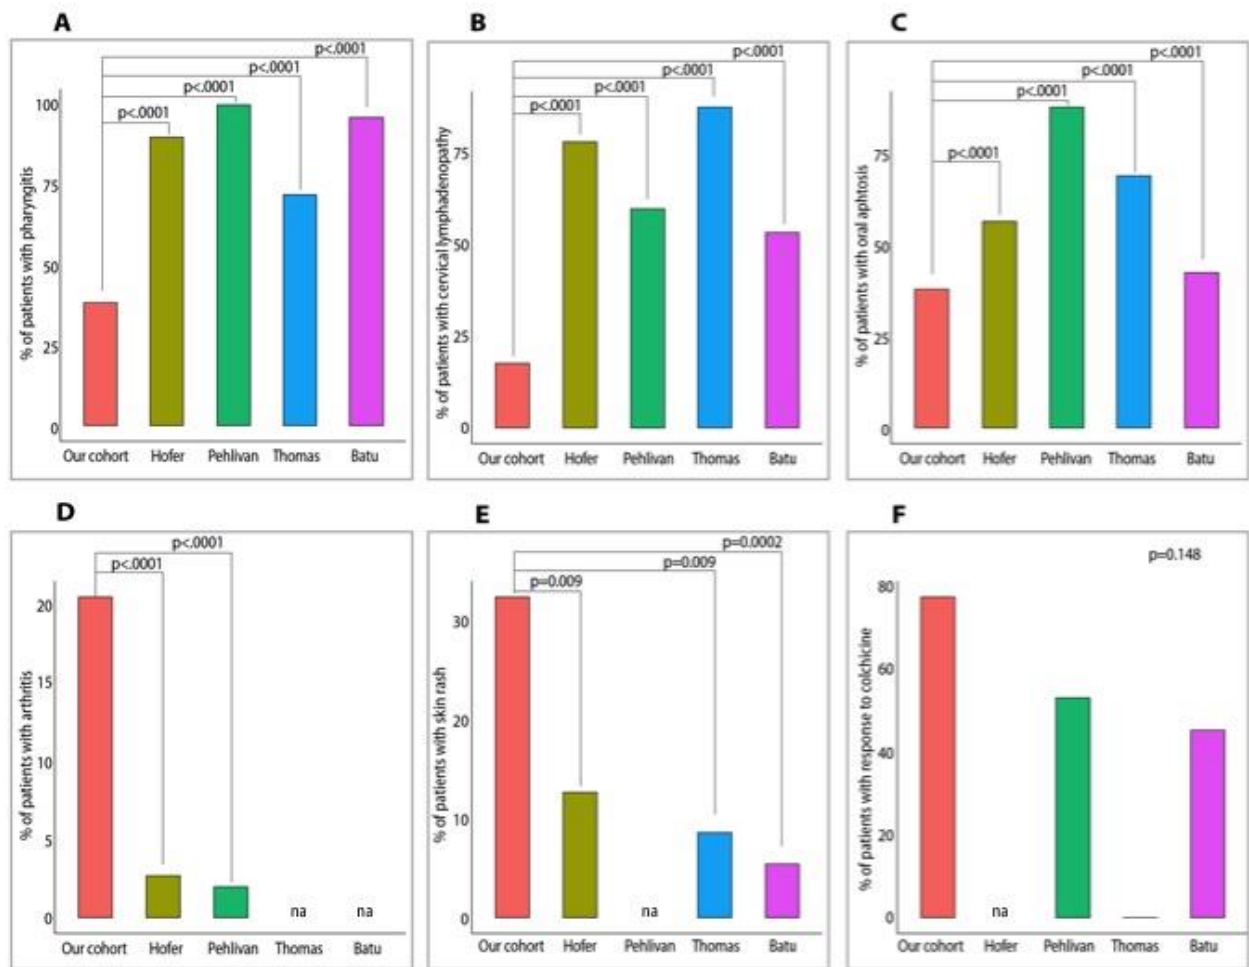 A
p<.0001
p<.0001
p<.0001
p<.0001
% of patients with pharyngitis
100
75
50
25
0
Our cohort Hofer Pehlivan Thomas Batu
B
p<.0001
p<.0001
p<.0001
p<.0001
% of patients with cervical lymphadenopathy
75
50
25
0
Our cohort Hofer Pehlivan Thomas Batu
C
p<.0001
p<.0001
p<.0001
p<.0001
% of patients with oral aphtosis
75
50
25
0
Our cohort Hofer Pehlivan Thomas Batu
D
p<.0001
p<.0001
% of patients with arthritis
20
15
10
5
0
na na
Our cohort Hofer Pehlivan Thomas Batu
E
p=0.0002
p=0.009
p=0.009
% of patients with skin rash
30
20
10
0
na
Our cohort Hofer Pehlivan Thomas Batu
F
p=0.148
% of patients with response to colchicine
80
60
40
20
0
na
Our cohort Hofer Pehlivan Thomas Batu